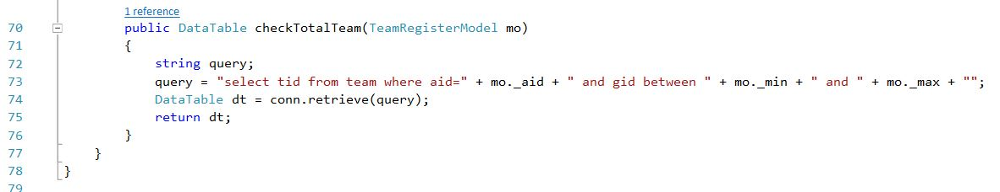 1 reference
70 public DataTable checkTotalTeam(TeamRegisterModel mo)
71 {
72 string query;
73 query = "select tid from team where aid=" + mo._aid + " and gid between " + mo._min + " and " + mo._max + "";
74 DataTable dt = conn.retrieve(query);
75 return dt;
76 }
77 }
78 }
79